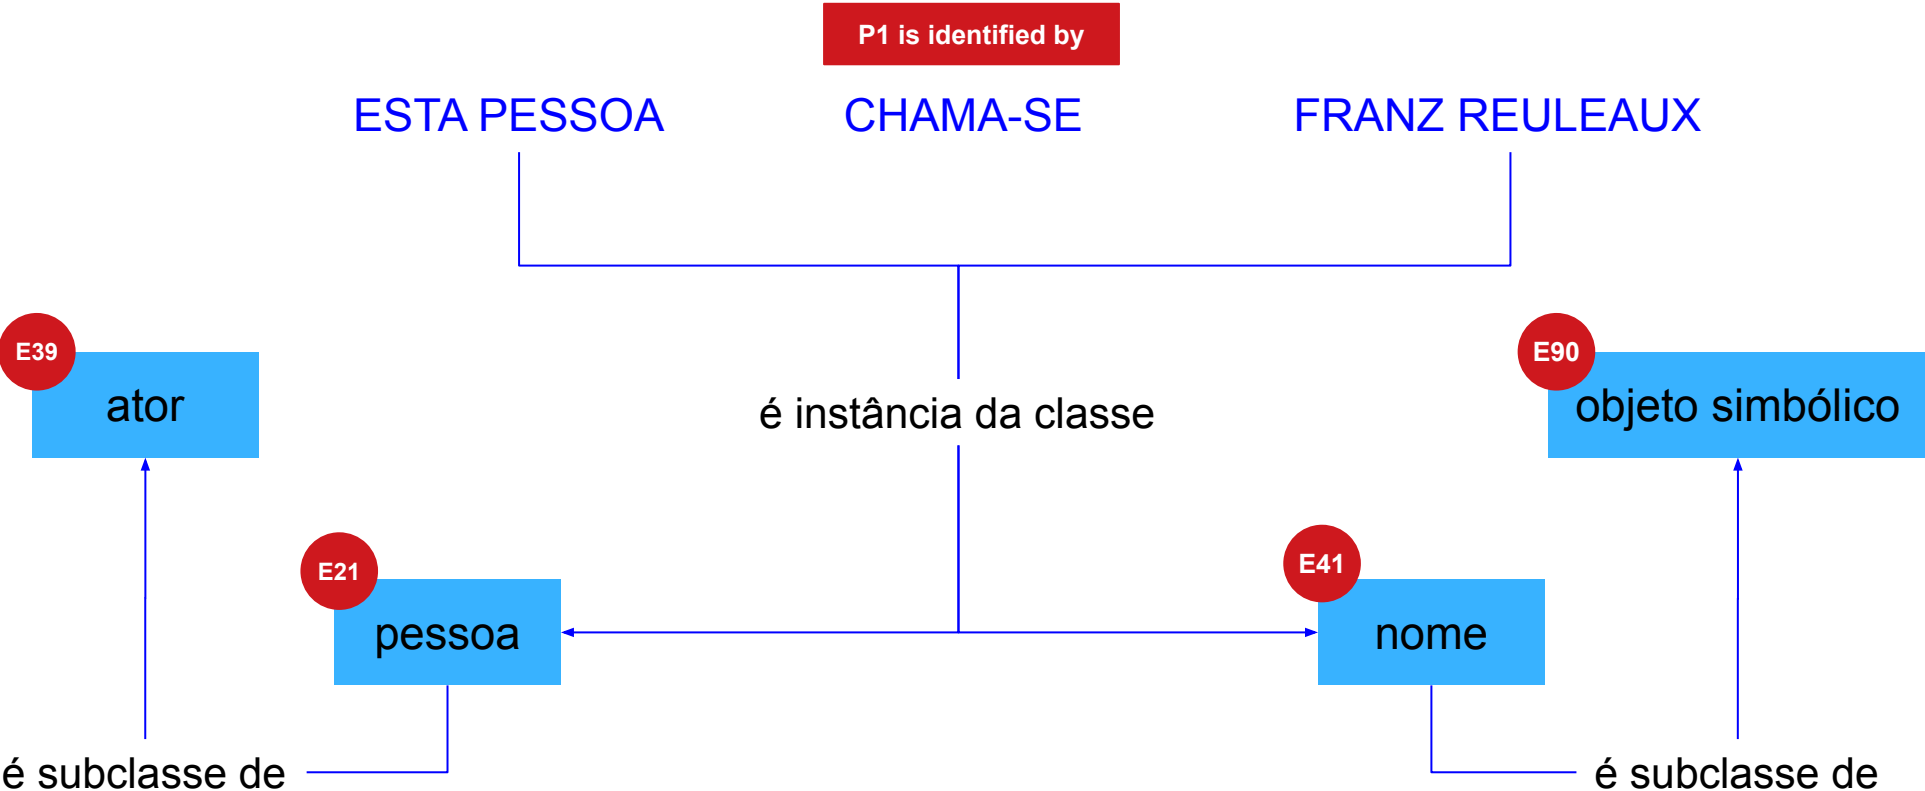 P1 is identified by
ESTA PESSOA CHAMA-SE FRANZ REULEAUX
E39
ator
E90
objeto simbólico
é instância da classe
E21
pessoa
E41
nome
é subclasse de
é subclasse de